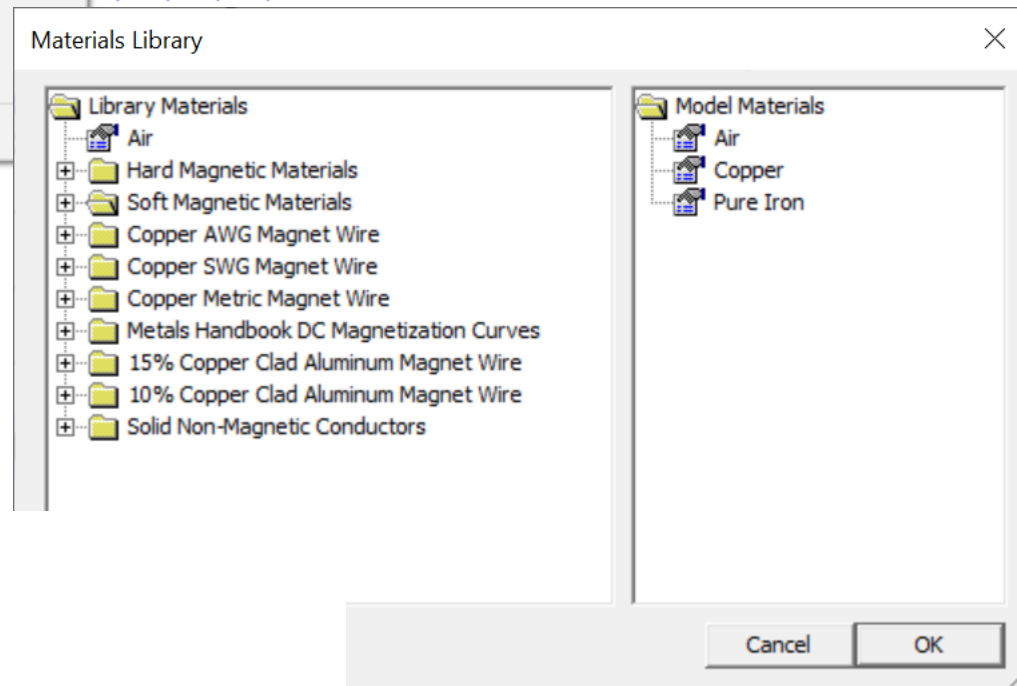 Materials Library
Library Materials
Air
Hard Magnetic Materials
Soft Magnetic Materials
Copper AWG Magnet Wire
Copper SWG Magnet Wire
Copper Metric Magnet Wire
Metals Handbook DC Magnetization Curves
15% Copper Clad Aluminum Magnet Wire
10% Copper Clad Aluminum Magnet Wire
Solid Non-Magnetic Conductors
Model Materials
Air
Copper
Pure Iron
Cancel
OK